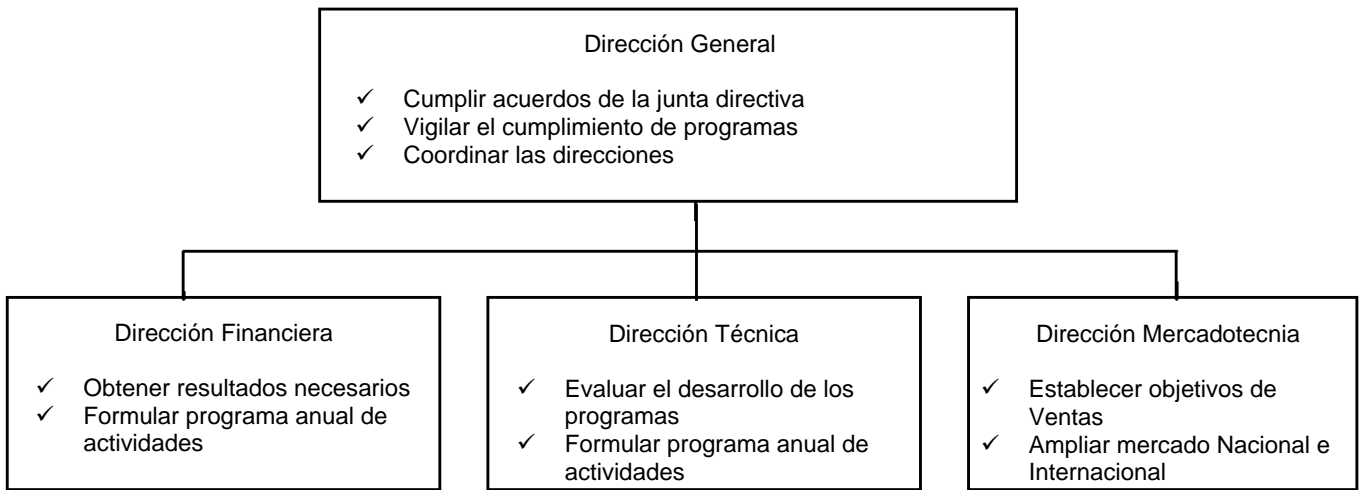 Dirección General
✓ Cumplir acuerdos de la junta directiva
✓ Vigilar el cumplimiento de programas
✓ Coordinar las direcciones
Dirección Financiera
✓ Obtener resultados necesarios
✓ Formular programa anual de
actividades
Dirección Técnica
✓ Evaluar el desarrollo de los
programas
✓ Formular programa anual de
actividades
Dirección Mercadotecnia
✓ Establecer objetivos de
Ventas
✓ Ampliar mercado Nacional e
Internacional